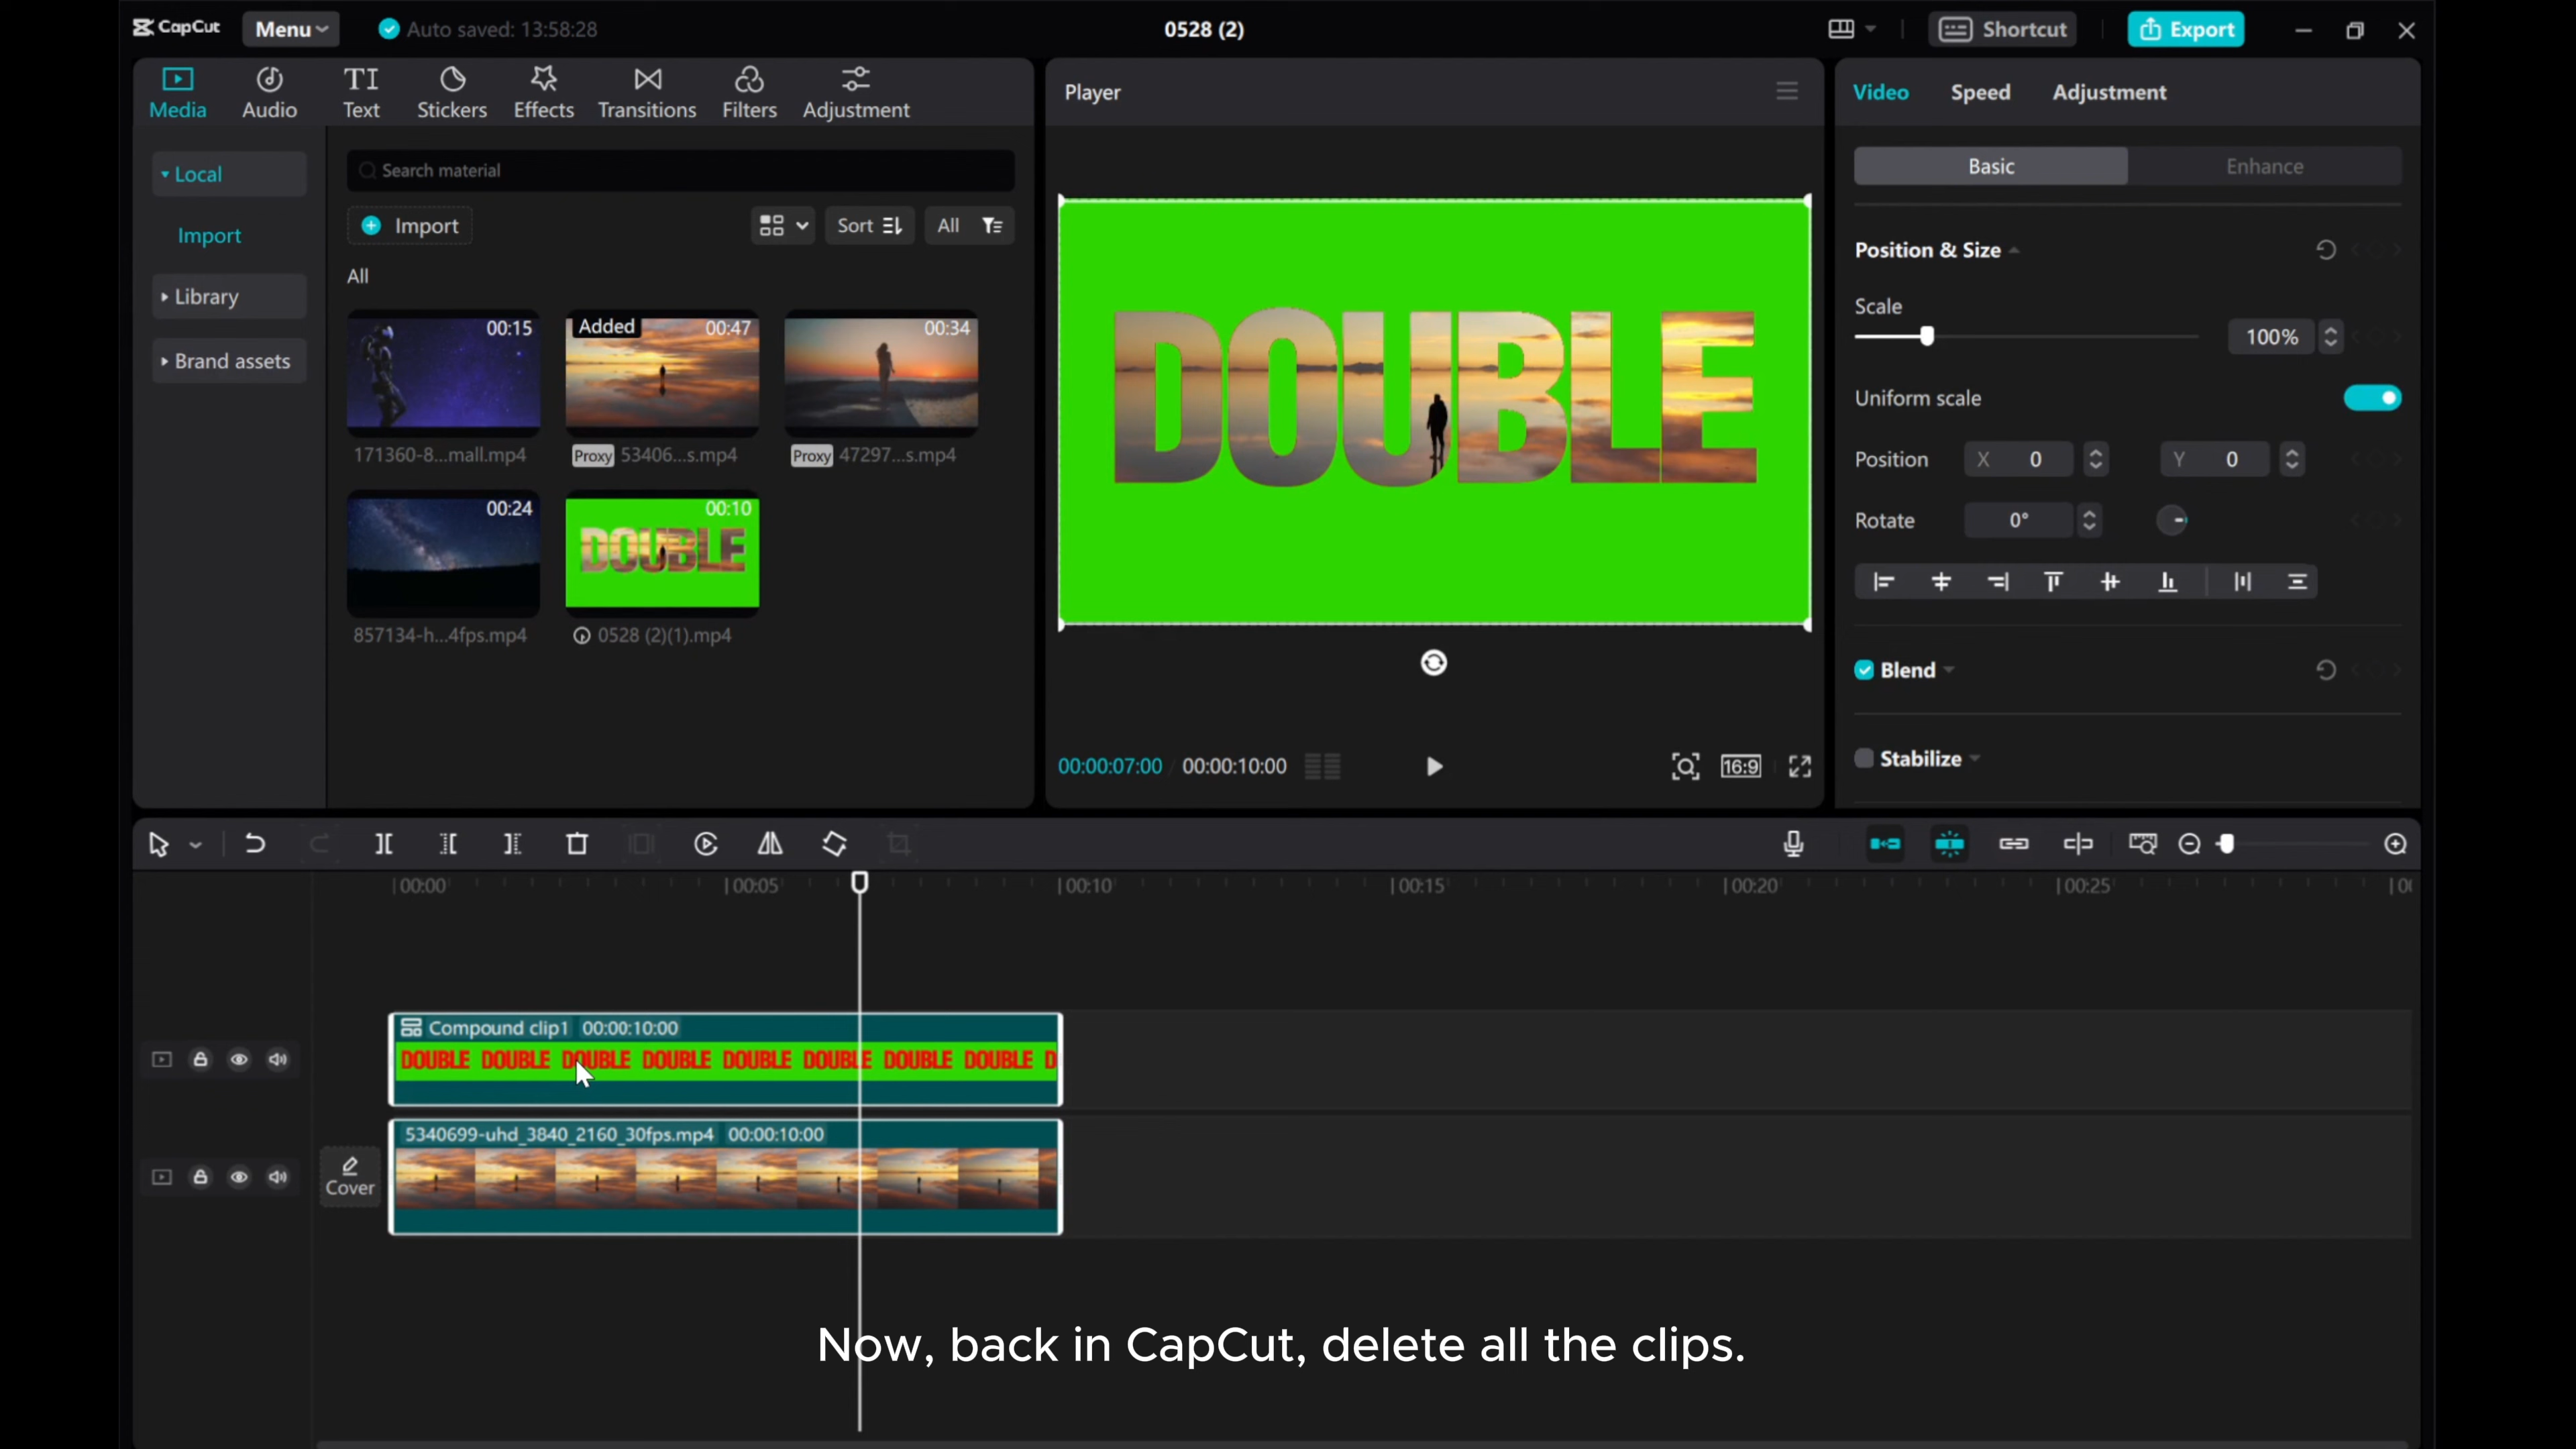 CapCut
Menu
Auto saved: 13:58:28
0528 (2)
Shortcut
Export
Media
Audio
TI
Text
Stickers
Effects
Transitions
Filters
Adjustment
Local
Import
Library
Brand assets
Search material
Import
Sort
All
All
00:15
171360-8...mall.mp4
Added
00:47
Proxy
53406...s.mp4
00:34
Proxy
47297...s.mp4
00:24
857134-h...4fps.mp4
00:10
DOUBLE
0528 (2)(1).mp4
Player
DOUBLE
00:00:07:00 / 00:00:10:00
16:9
Video
Speed
Adjustment
Basic
Enhance
Position & Size
Scale
100%
Uniform scale
Position
X 0
Y 0
Rotate
0°
Blend
Stabilize
00:00
00:05
00:10
00:15
00:20
00:25
Compound clip1 00:00:10:00
DOUBLE DOUBLE DOUBLE DOUBLE DOUBLE DOUBLE DOUBLE DOUBLE D
Cover
5340699-uhd_3840_2160_30fps.mp4 00:00:10:00
Now, back in CapCut, delete all the clips.